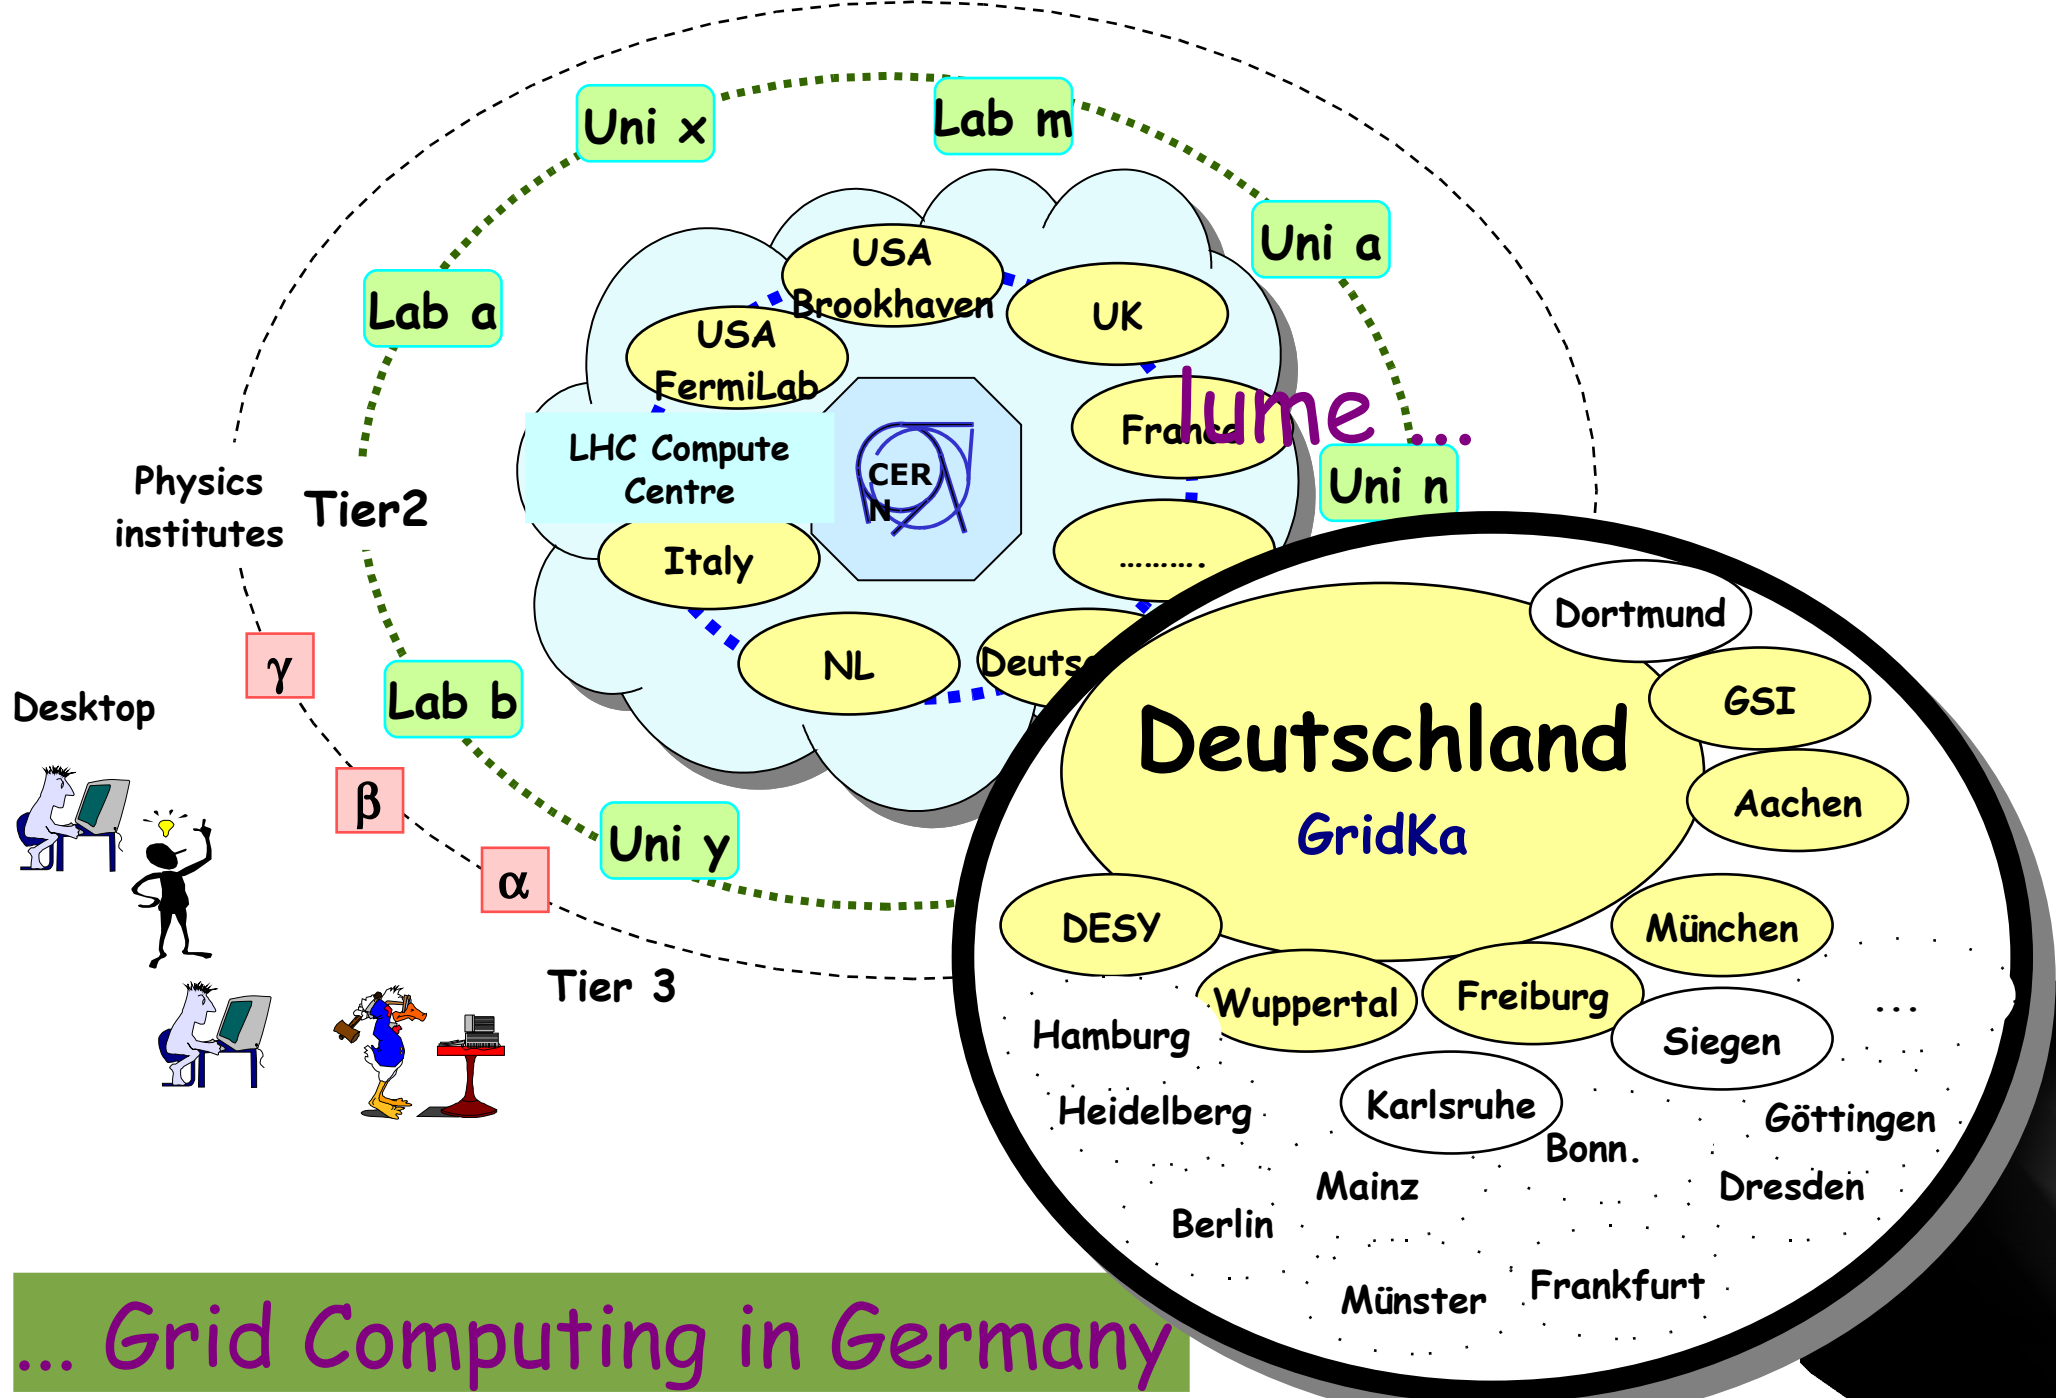 Uni x
Lab m
Uni a
Lab a
USA
Brookhaven
UK
USA
FermiLab
lume ...
France
LHC Compute
Centre
CER
N
Uni n
Physics
institutes
Tier2
Italy
..........
NL
Deuts
γ
Lab b
Desktop
β
Uni y
α
Tier 3
Dortmund
GSI
Deutschland
GridKa
Aachen
DESY
München
Wuppertal
Freiburg
...
Hamburg
Siegen
Heidelberg
Karlsruhe
Göttingen
Bonn.
Mainz
Dresden
Berlin
Münster
Frankfurt
... Grid Computing in Germany